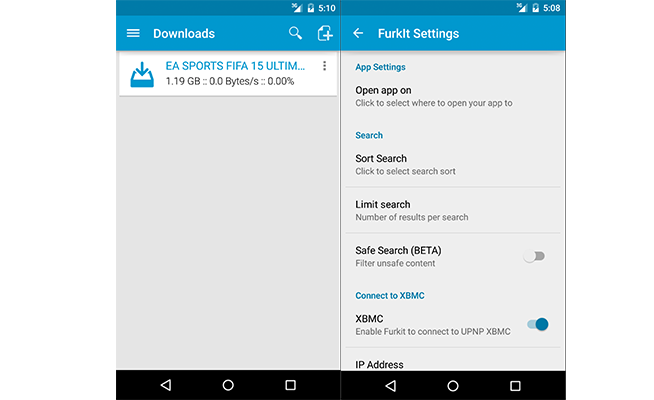 3G 5:10
Downloads
EA SPORTS FIFA 15 ULTIM...
1.19 GB :: 0.0 Bytes/s :: 0.00%
3G 5:08
FurkIt Settings
App Settings
Open app on
Click to select where to open your app to
Search
Sort Search
Click to select search sort
Limit search
Number of results per search
Safe Search (BETA)
Filter unsafe content
Connect to XBMC
XBMC
Enable Furkit to connect to UPNP XBMC
IP Address